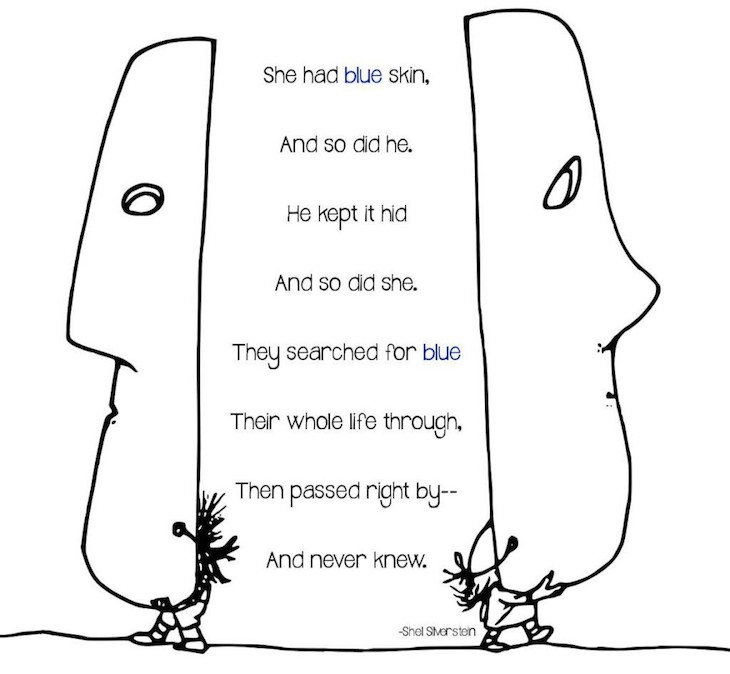 She had blue skin,
And so did he.
He kept it hid
And so did she.
They searched for blue
Their whole life through,
Then passed right by--
And never knew.
-Shel Silverstein